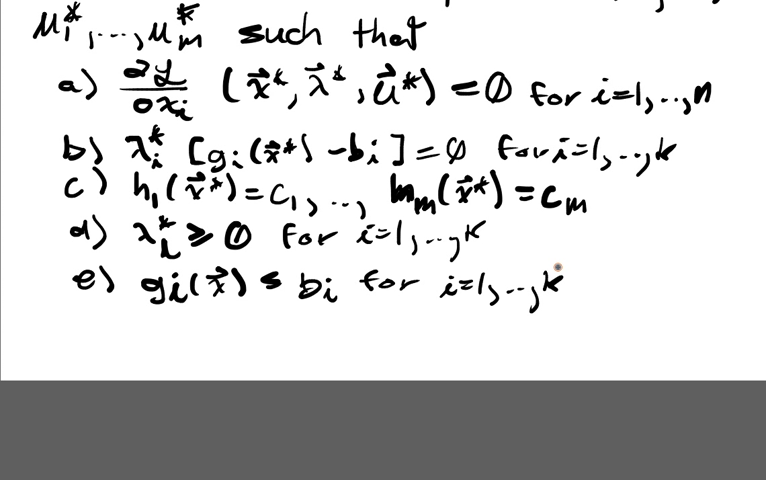 μ₁*,...,μₘ* such that
a) ∂ℒ/∂xᵢ (x⃗*, λ⃗*, μ⃗*) = 0 for i=1,...,n
b) λᵢ* [gᵢ(x⃗*) - bᵢ] = 0 for i=1,...,k
c) h₁(x⃗*) = c₁,..., hₘ(x⃗*) = cₘ
d) λᵢ* ≥ 0 for i=1,...,k
e) gᵢ(x⃗) ≤ bᵢ for i=1,...,k